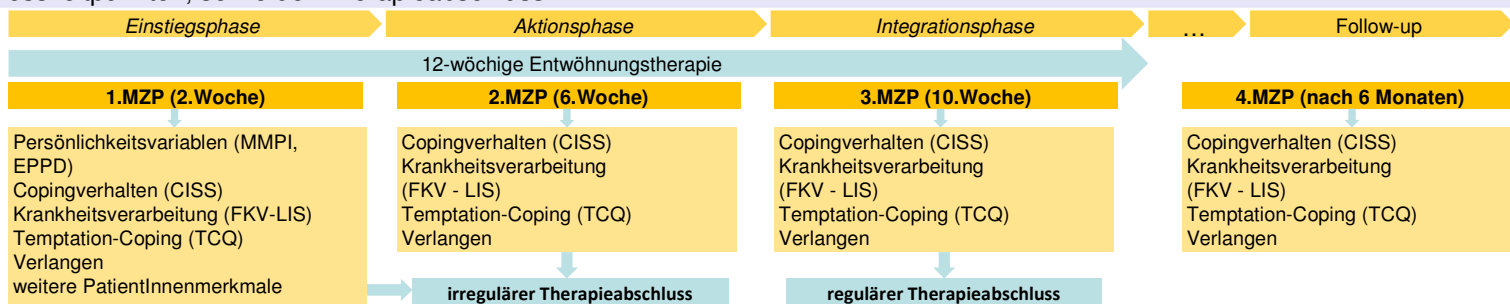 Einstiegsphase
Aktionsphase
Integrationsphase
...
Follow-up
12-wöchige Entwöhnungstherapie
1.MZP (2.Woche)
2.MZP (6.Woche)
3.MZP (10.Woche)
4.MZP (nach 6 Monaten)
Persönlichkeitsvariablen (MMPI,
EPPD)
Copingverhalten (CISS)
Krankheitsverarbeitung (FKV-LIS)
Temptation-Coping (TCQ)
Verlangen
weitere PatientInnenmerkmale
Copingverhalten (CISS)
Krankheitsverarbeitung
(FKV - LIS)
Temptation-Coping (TCQ)
Verlangen
Copingverhalten (CISS)
Krankheitsverarbeitung
(FKV - LIS)
Temptation-Coping (TCQ)
Verlangen
Copingverhalten (CISS)
Krankheitsverarbeitung
(FKV - LIS)
Temptation-Coping (TCQ)
Verlangen
irregulärer Therapieabschluss
regulärer Therapieabschluss